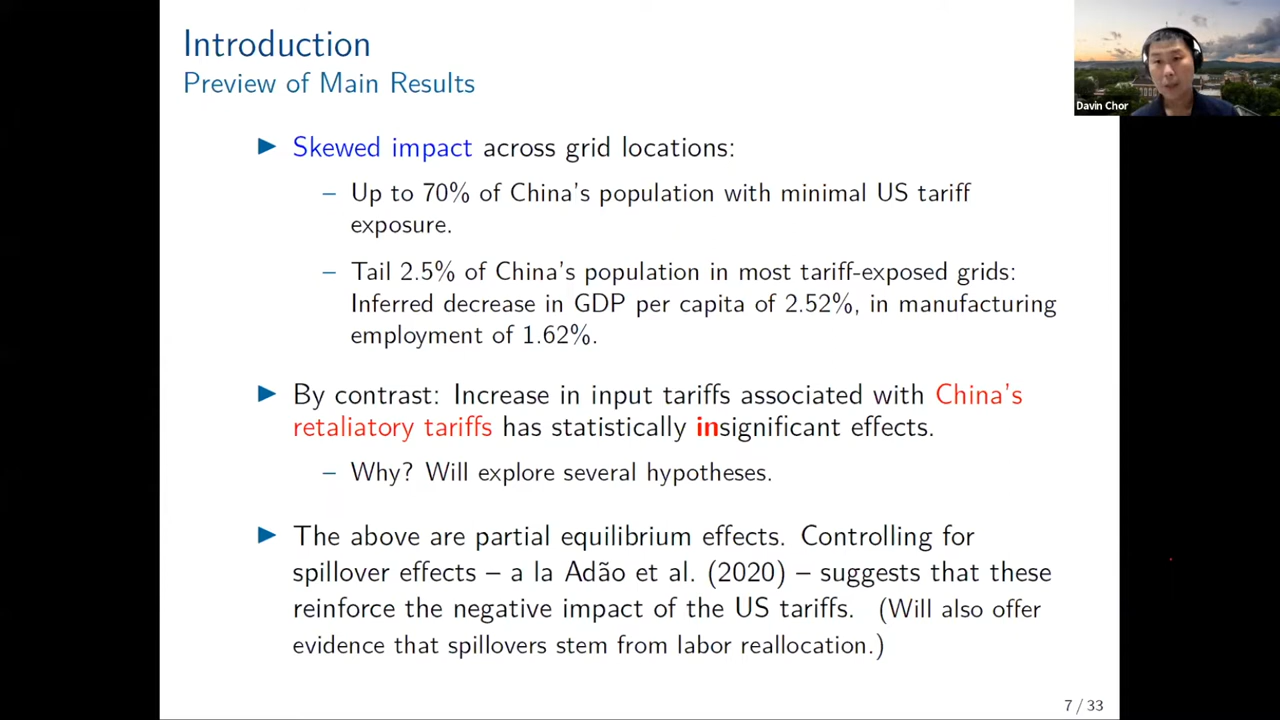 Introduction
Preview of Main Results
Davin Chor
▶ Skewed impact across grid locations:
– Up to 70% of China's population with minimal US tariff
exposure.
– Tail 2.5% of China's population in most tariff-exposed grids:
Inferred decrease in GDP per capita of 2.52%, in manufacturing
employment of 1.62%.
▶ By contrast: Increase in input tariffs associated with China's
retaliatory tariffs has statistically insignificant effects.
– Why? Will explore several hypotheses.
▶ The above are partial equilibrium effects. Controlling for
spillover effects – a la Adão et al. (2020) – suggests that these
reinforce the negative impact of the US tariffs. (Will also offer
evidence that spillovers stem from labor reallocation.)
7 / 33